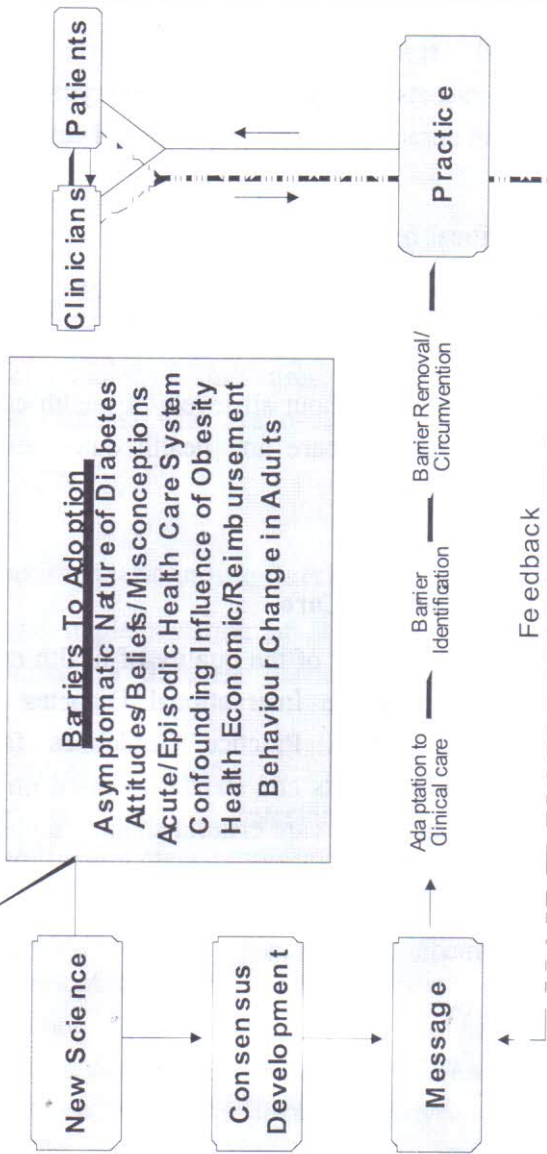 New Science
Consensus
Development
Message
Barriers To Adoption
Asymptomatic Nature of Diabetes
Attitudes/Beliefs/Misconceptions
Acute/Episodic Health Care System
Confounding Influence of Obesity
Health Economic/Reimbursement
Behaviour Change in Adults
Clinicians
Patients
Adaptation to
Clinical care
Barrier
Identification
Barrier Removal/
Circumvention
Practice
Feedback